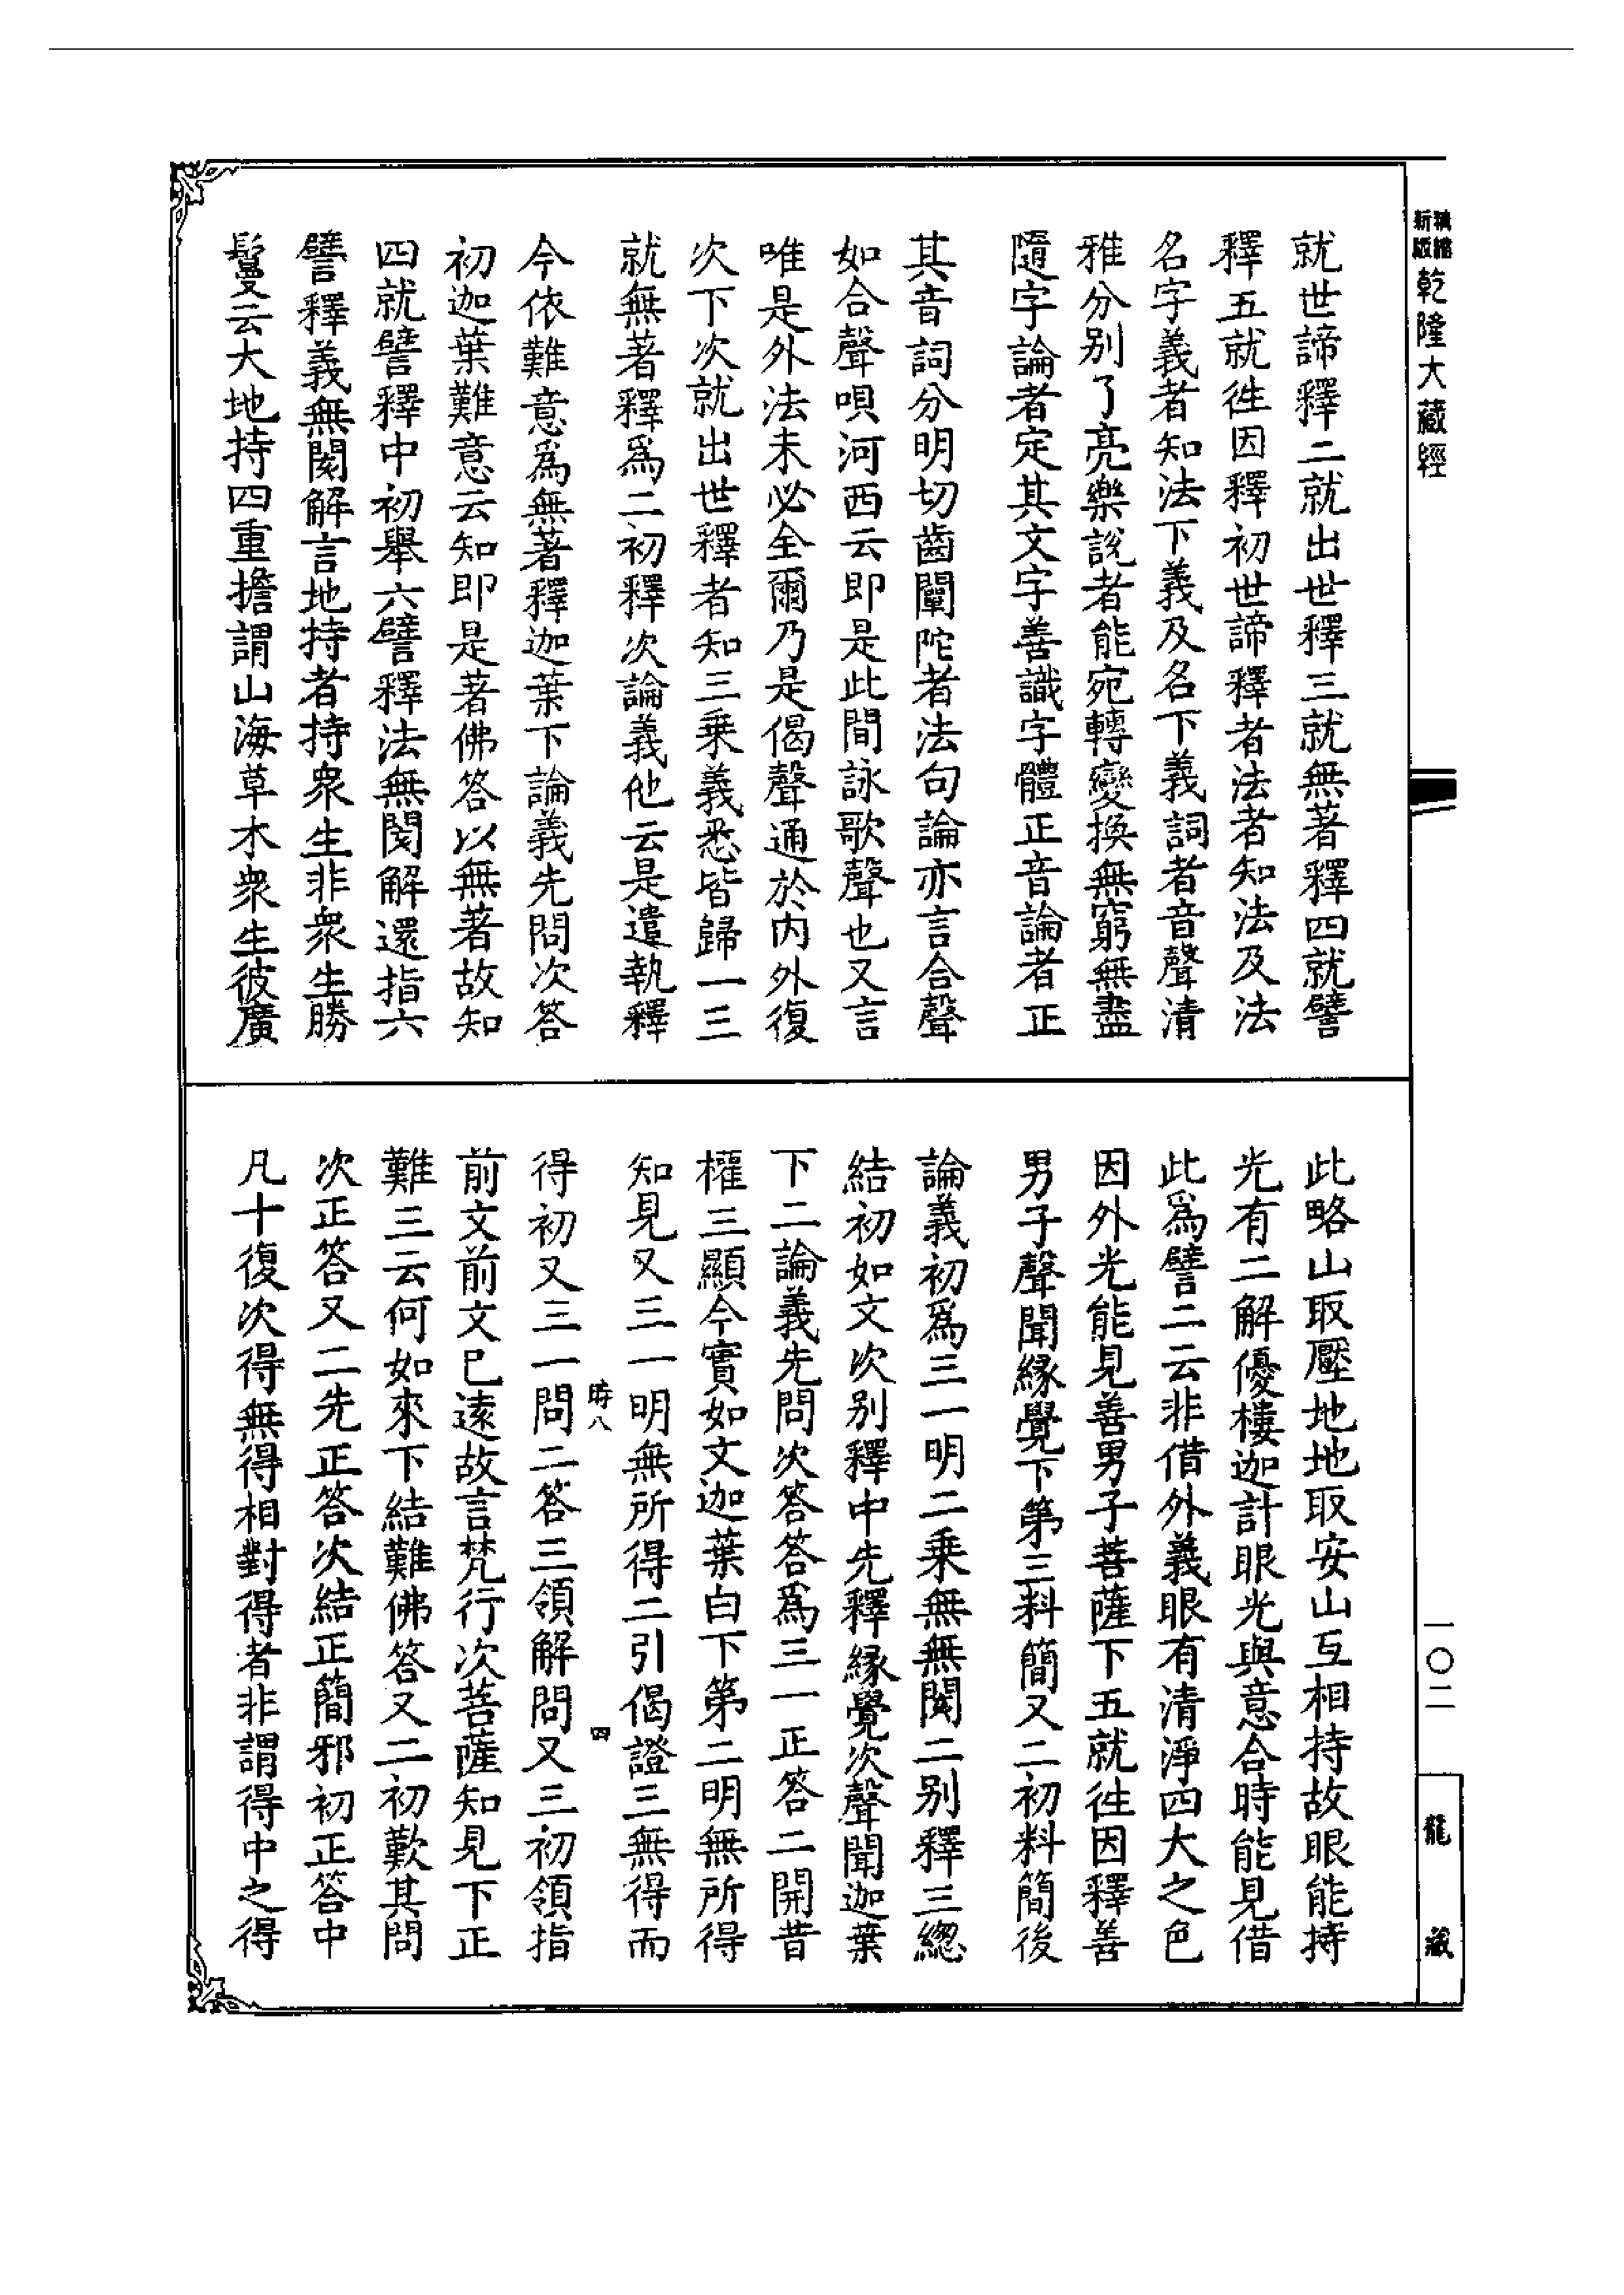 精縮新版乾隆大藏經
就世諦釋二就出世釋三就無著釋四就譬
釋五就徃因釋初世諦釋者法者知法及法
名字義者知法下義及名下義詞者音聲清
雅分别了亮樂説者能宛轉變換無窮無盡
隨字論者定其文字善識字體正音論者正
其音詞分明切齒闡陀者法句論亦言合聲
如合聲唄河西云即是此間詠歌聲也又言
唯是外法未必全爾乃是偈聲通於内外復
次下次就出世釋者知三乘義悉皆歸一三
就無著釋爲二初釋次論義他云是遣執釋
今依難意爲無著釋迦葉下論義先問次答
初迦葉難意云知即是著佛答以無著故知
四就譬釋中初舉六譬釋法無閡解還指六
譬釋義無閡解言地持者持衆生非衆生勝
鬘云大地持四重擔謂山海草木衆生彼廣
此略山取壓地地取安山互相持故眼能持
光有二解優樓迦計眼光與意合時能見借
此爲譬二云非借外義眼有清淨四大之色
因外光能見善男子菩薩下五就徃因釋善
男子聲聞緣覺下第三料簡又二初料簡後
論義初爲三一明二乘無無閡二别釋三總
結初如文次别釋中先釋緣覺次聲聞迦葉
下二論義先問次答答爲三一正答二開昔
權三顯今實如文迦葉白下第二明無所得
知見又三一明無所得二引偈證三無得而
時八 四
得初又三一問二答三領解問又三初領指
前文前文已遠故言梵行次菩薩知見下正
難三云何如來下結難佛答又二初歎其問
次正答又二先正答次結正簡邪初正答中
凡十復次得無得相對得者非謂得中之得
一〇二
龍藏